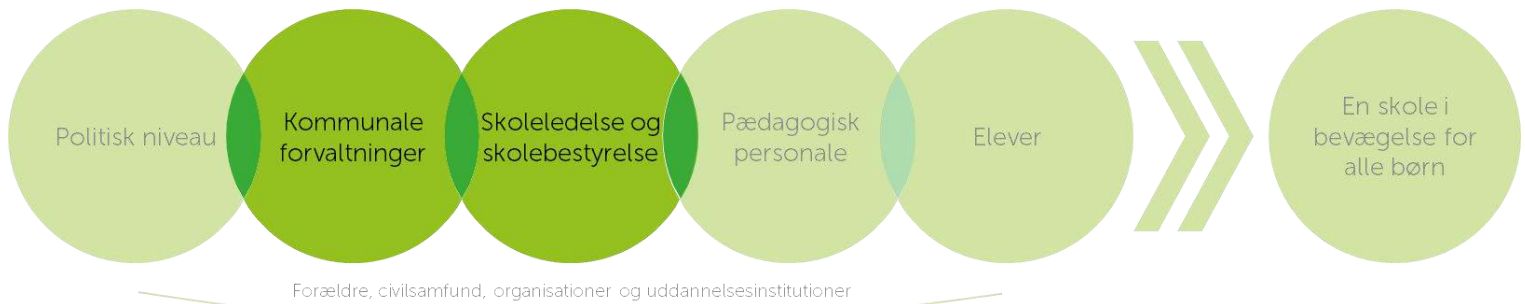 Politisk niveau
Kommunale
forvaltninger
Skoleledelse og
skolebestyrelse
Pædagogisk
personale
Elever
En skole i
bevægelse for
alle børn
Forældre, civilsamfund, organisationer og uddannelsesinstitutioner